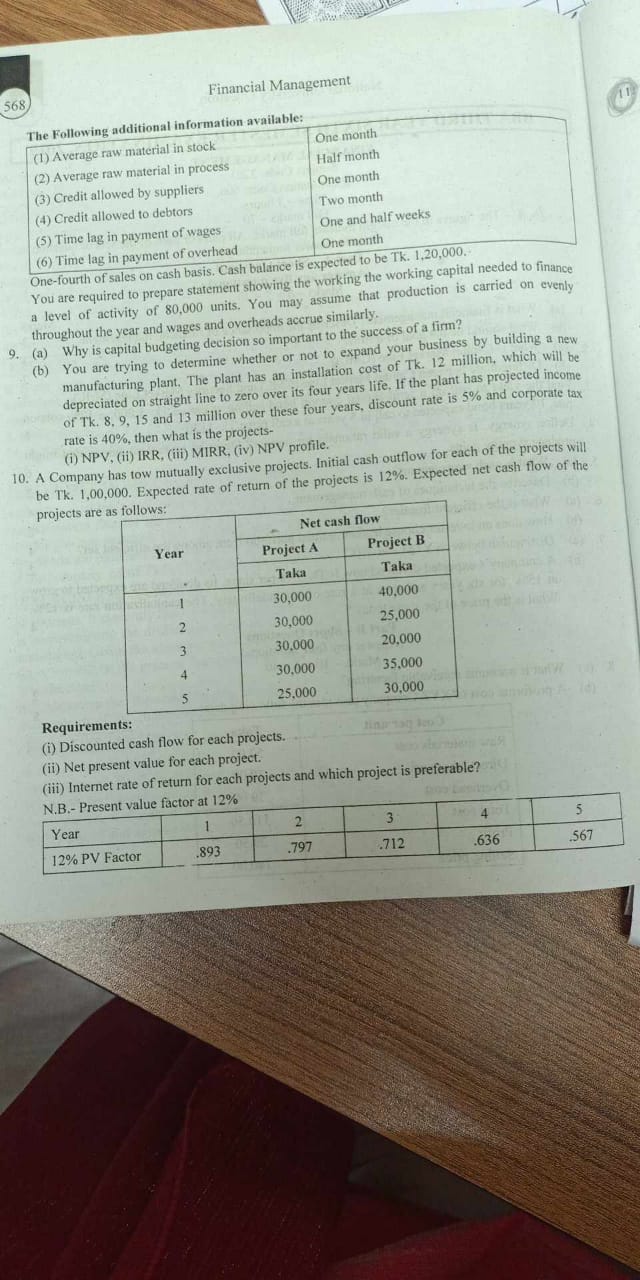 568
Financial Management
11
The Following additional information available:
(1) Average raw material in stock One month
(2) Average raw material in process Half month
(3) Credit allowed by suppliers One month
(4) Credit allowed to debtors Two month
(5) Time lag in payment of wages One and half weeks
(6) Time lag in payment of overhead One month
One-fourth of sales on cash basis. Cash balance is expected to be Tk. 1,20,000.
You are required to prepare statement showing the working the working capital needed to finance
a level of activity of 80,000 units. You may assume that production is carried on evenly
throughout the year and wages and overheads accrue similarly.
9. (a) Why is capital budgeting decision so important to the success of a firm?
(b) You are trying to determine whether or not to expand your business by building a new
manufacturing plant. The plant has an installation cost of Tk. 12 million, which will be
depreciated on straight line to zero over its four years life. If the plant has projected income
of Tk. 8, 9, 15 and 13 million over these four years, discount rate is 5% and corporate tax
rate is 40%, then what is the projects-
(i) NPV, (ii) IRR, (iii) MIRR, (iv) NPV profile.
10. A Company has tow mutually exclusive projects. Initial cash outflow for each of the projects will
be Tk. 1,00,000. Expected rate of return of the projects is 12%. Expected net cash flow of the
projects are as follows:
Year Net cash flow
Project A Project B
Taka Taka
1 30,000 40,000
2 30,000 25,000
3 30,000 20,000
4 30,000 35,000
5 25,000 30,000
Requirements:
(i) Discounted cash flow for each projects.
(ii) Net present value for each project.
(iii) Internet rate of return for each projects and which project is preferable?
N.B.- Present value factor at 12%
Year 1 2 3 4 5
12% PV Factor .893 .797 .712 .636 .567